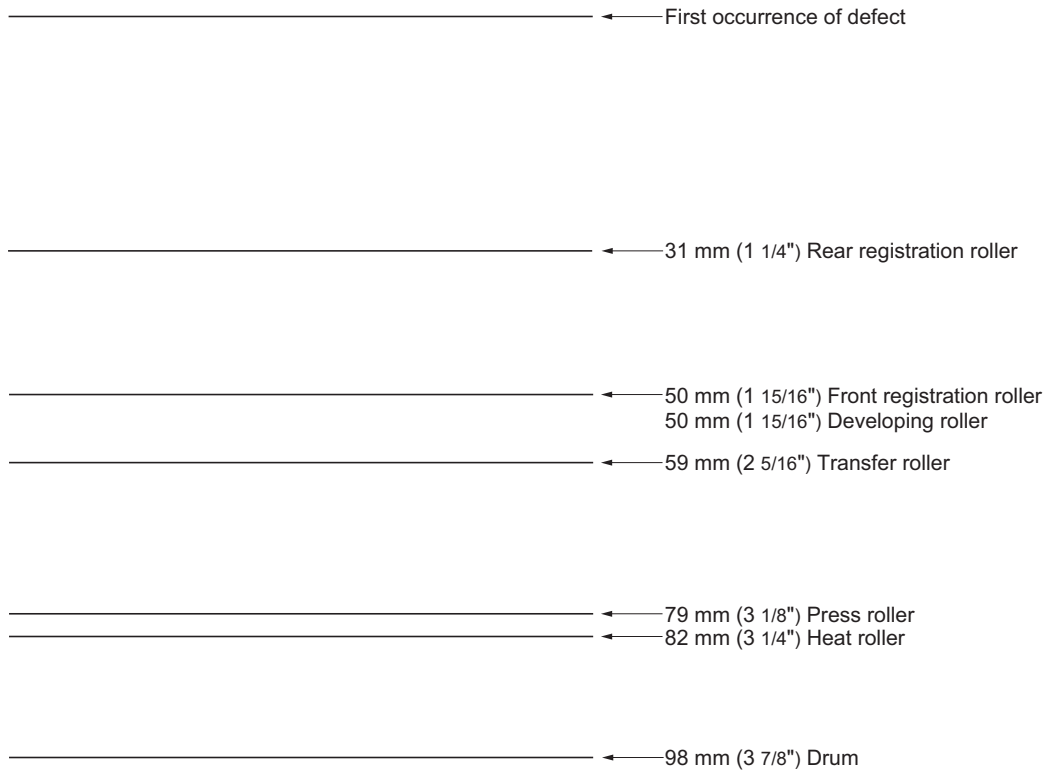 First occurrence of defect
31 mm (1 1/4") Rear registration roller
50 mm (1 15/16") Front registration roller
50 mm (1 15/16") Developing roller
59 mm (2 5/16") Transfer roller
79 mm (3 1/8") Press roller
82 mm (3 1/4") Heat roller
98 mm (3 7/8") Drum